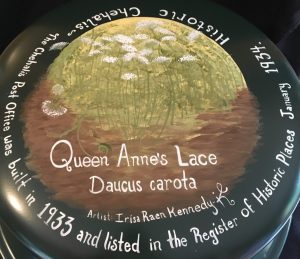 Historic Chehalis ~ The Chehalis Post Office was built in 1933 and listed in the Register of Historic Places January 1934.
Queen Anne's Lace
Daucus carota
Artist: Irisa Raen Kennedy